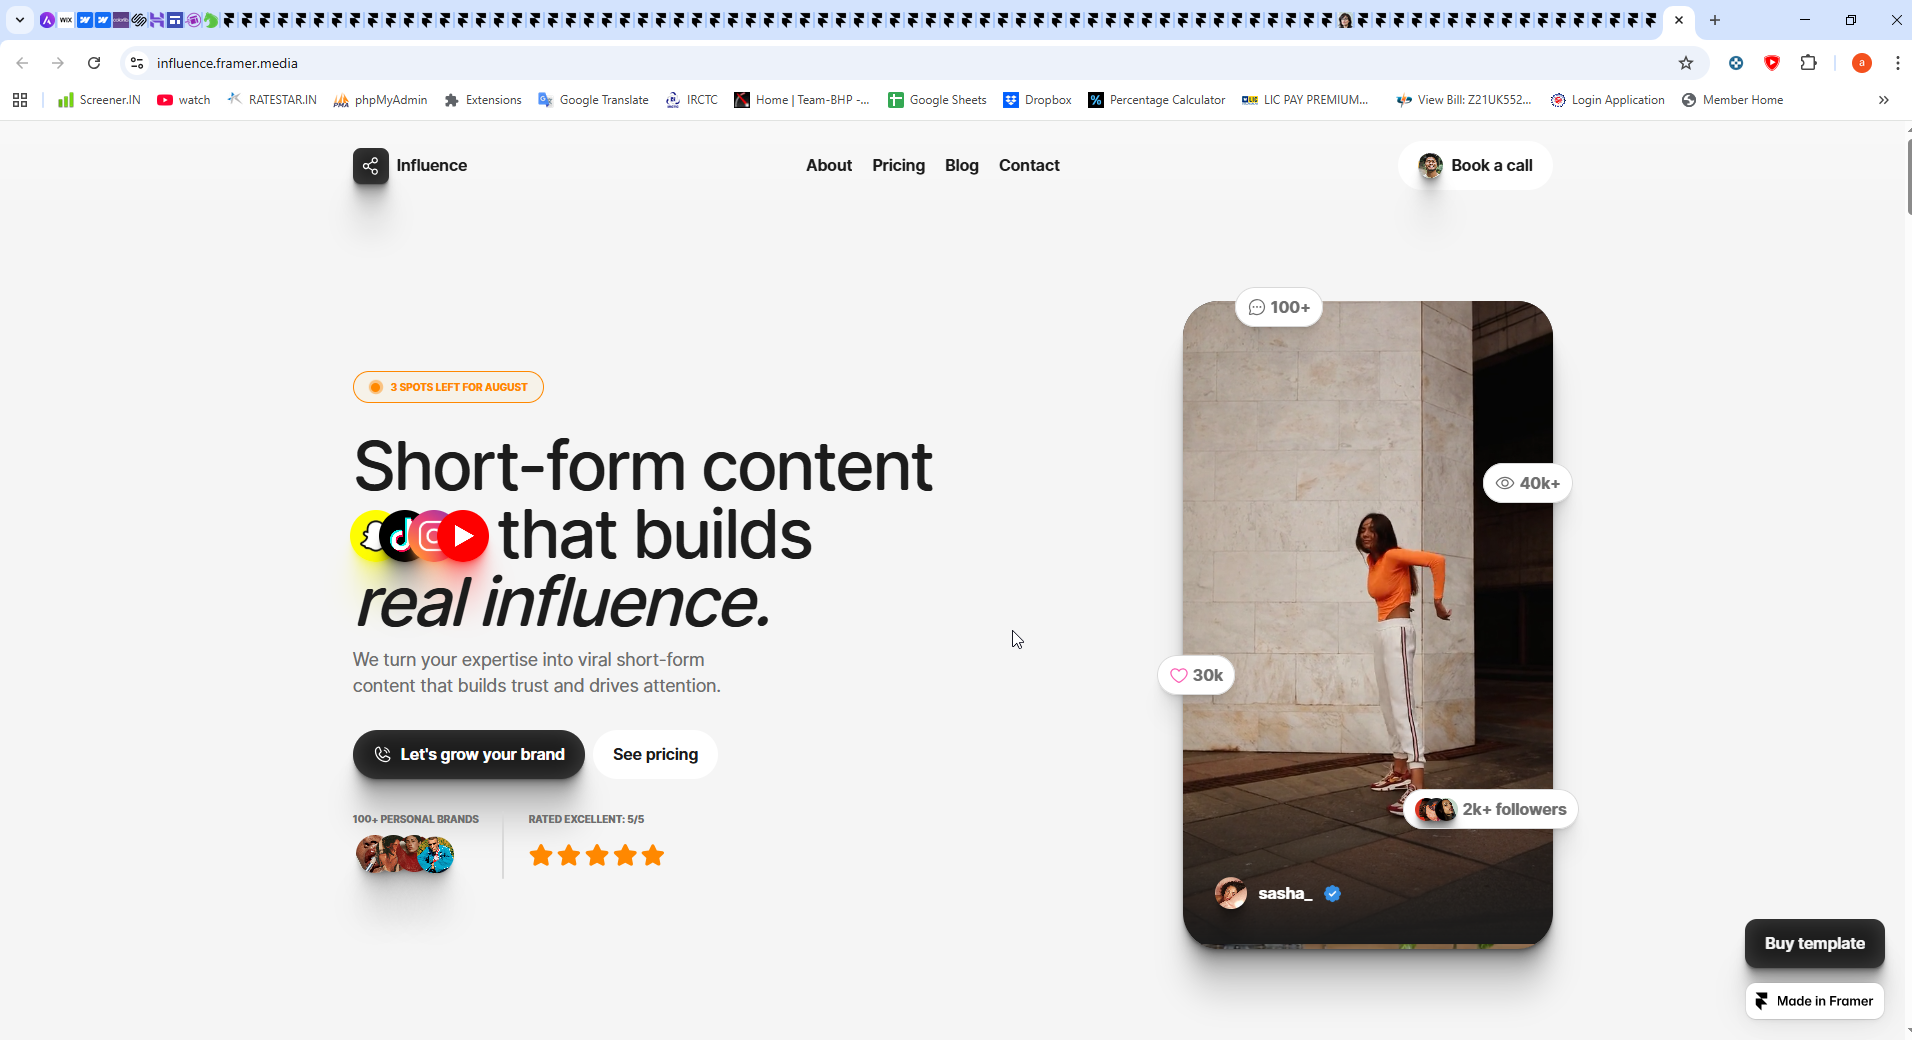 WIX
influence.framer.media
a
Screener.IN
watch
RATESTAR.IN
PMA
phpMyAdmin
Extensions
Google Translate
IRCTC
Home | Team-BHP -...
Google Sheets
Dropbox
%
Percentage Calculator
LIC
LIC PAY PREMIUM...
View Bill: Z21UK552...
Login Application
Member Home
Influence
About
Pricing
Blog
Contact
Book a call
100+
3 SPOTS LEFT FOR AUGUST
Short-form content
that builds
real influence.
40k+
We turn your expertise into viral short-form
content that builds trust and drives attention.
30k
Let's grow your brand
See pricing
2k+ followers
100+ PERSONAL BRANDS
RATED EXCELLENT: 5/5
sasha_
Buy template
Made in Framer